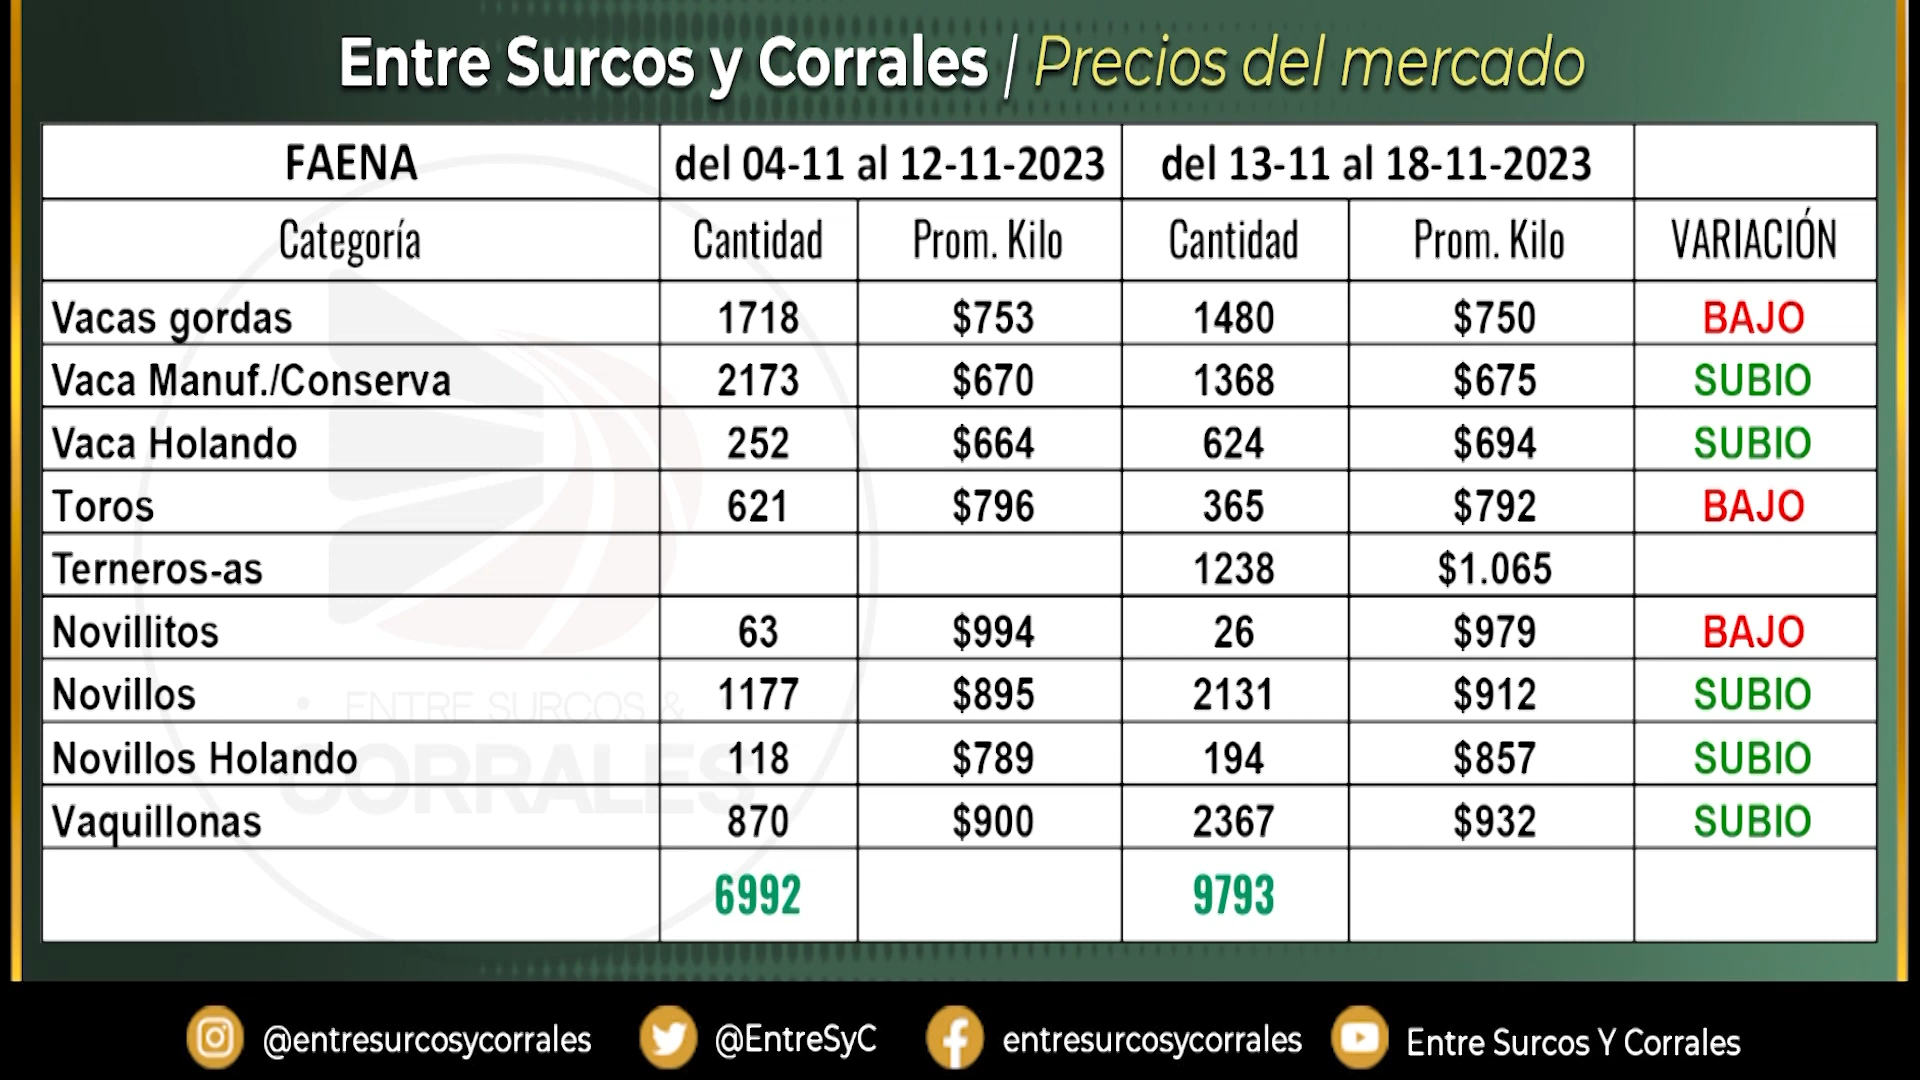 Entre Surcos y Corrales | Precios del mercado
FAENA del 04-11 al 12-11-2023 del 13-11 al 18-11-2023
Categoría Cantidad Prom. Kilo Cantidad Prom. Kilo VARIACIÓN
Vacas gordas 1718 $753 1480 $750 BAJO
Vaca Manuf./Conserva 2173 $670 1368 $675 SUBIO
Vaca Holando 252 $664 624 $694 SUBIO
Toros 621 $796 365 $792 BAJO
Terneros-as 1238 $1.065
Novillitos 63 $994 26 $979 BAJO
Novillos 1177 $895 2131 $912 SUBIO
Novillos Holando 118 $789 194 $857 SUBIO
Vaquillonas 870 $900 2367 $932 SUBIO
6992 9793
• ENTRE SURCOS & •
CORRALES
@entresurcosycorrales @EntreSyC entresurcosycorrales Entre Surcos Y Corrales